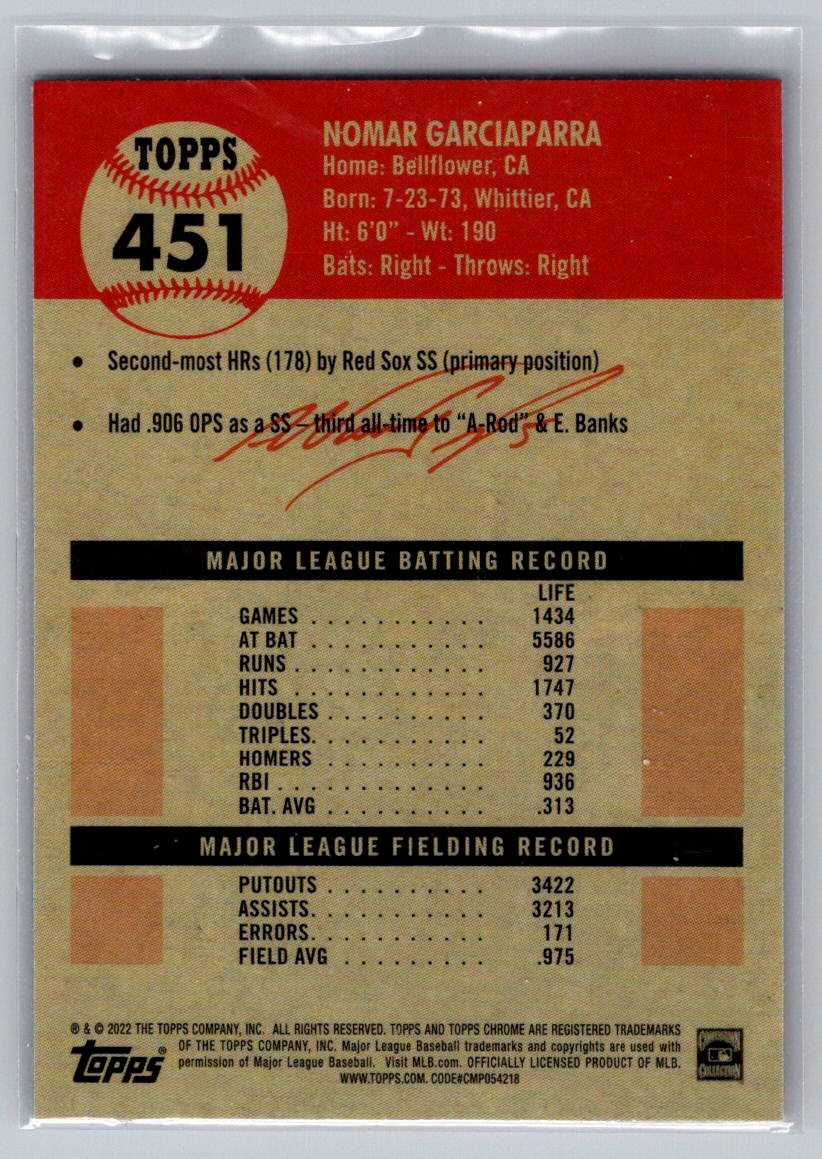 TOPPS
451
NOMAR GARCIAPARRA
Home: Bellflower, CA
Born: 7-23-73, Whittier, CA
Ht: 6'0” - Wt: 190
Bats: Right - Throws: Right
• Second-most HRs (178) by Red Sox SS (primary position)
• Had .906 OPS as a SS – third all-time to “A-Rod” & E. Banks
MAJOR LEAGUE BATTING RECORD
LIFE
GAMES . . . . . . . . . . . 1434
AT BAT . . . . . . . . . . . 5586
RUNS . . . . . . . . . . . . 927
HITS . . . . . . . . . . . . 1747
DOUBLES . . . . . . . . . . 370
TRIPLES. . . . . . . . . . . 52
HOMERS . . . . . . . . . . 229
RBI . . . . . . . . . . . . . 936
BAT. AVG . . . . . . . . . . .313
MAJOR LEAGUE FIELDING RECORD
PUTOUTS . . . . . . . . . . 3422
ASSISTS. . . . . . . . . . . 3213
ERRORS. . . . . . . . . . . 171
FIELD AVG . . . . . . . . . .975
® & © 2022 THE TOPPS COMPANY, INC. ALL RIGHTS RESERVED. TOPPS AND TOPPS CHROME ARE REGISTERED TRADEMARKS
OF THE TOPPS COMPANY, INC. Major League Baseball trademarks and copyrights are used with
topps®
permission of Major League Baseball. Visit MLB.com. OFFICIALLY LICENSED PRODUCT OF MLB.
WWW.TOPPS.COM. CODE#CMP054218
COOPERSTOWN
COLLECTION